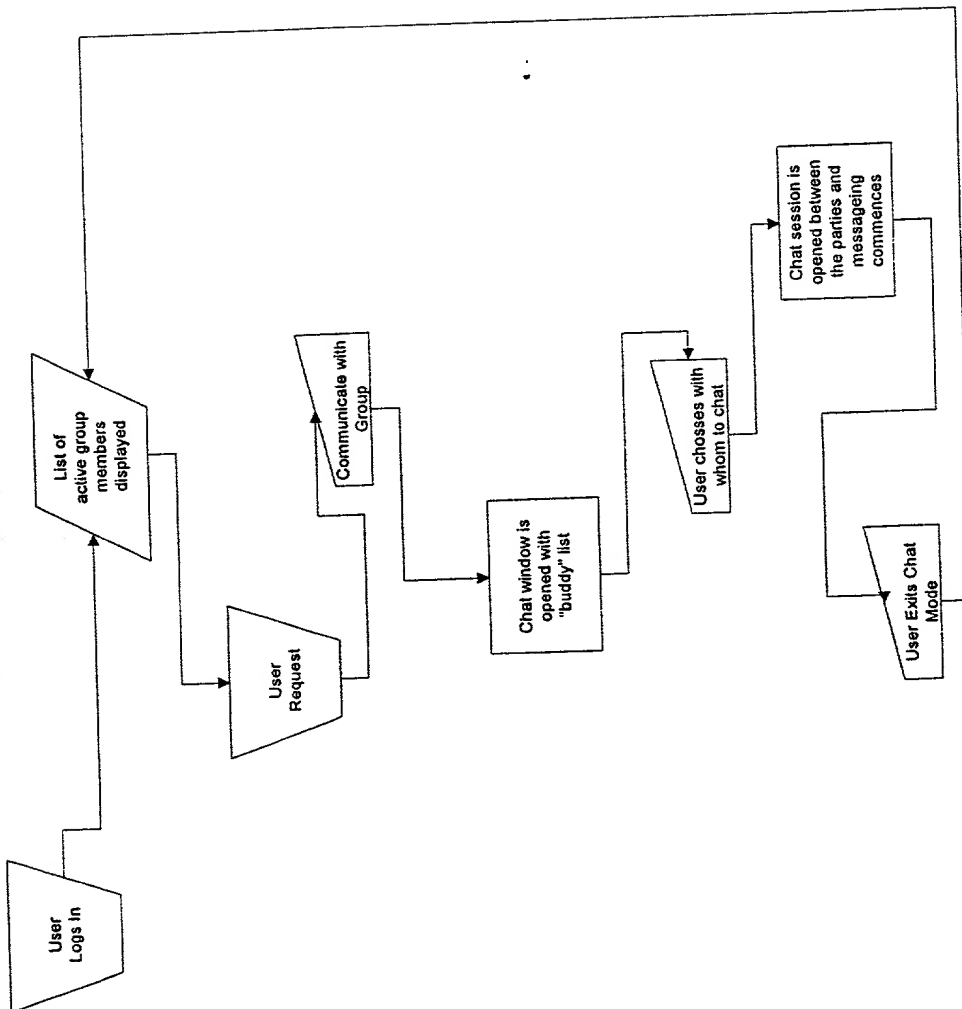 User
Logs In
List of
active group
members
displayed
User
Request
Communicate with
Group
Chat window is
opened with
"buddy" list
User chosses with
whom to chat
Chat session is
opened between
the parties and
messageing
commences
User Exits Chat
Mode